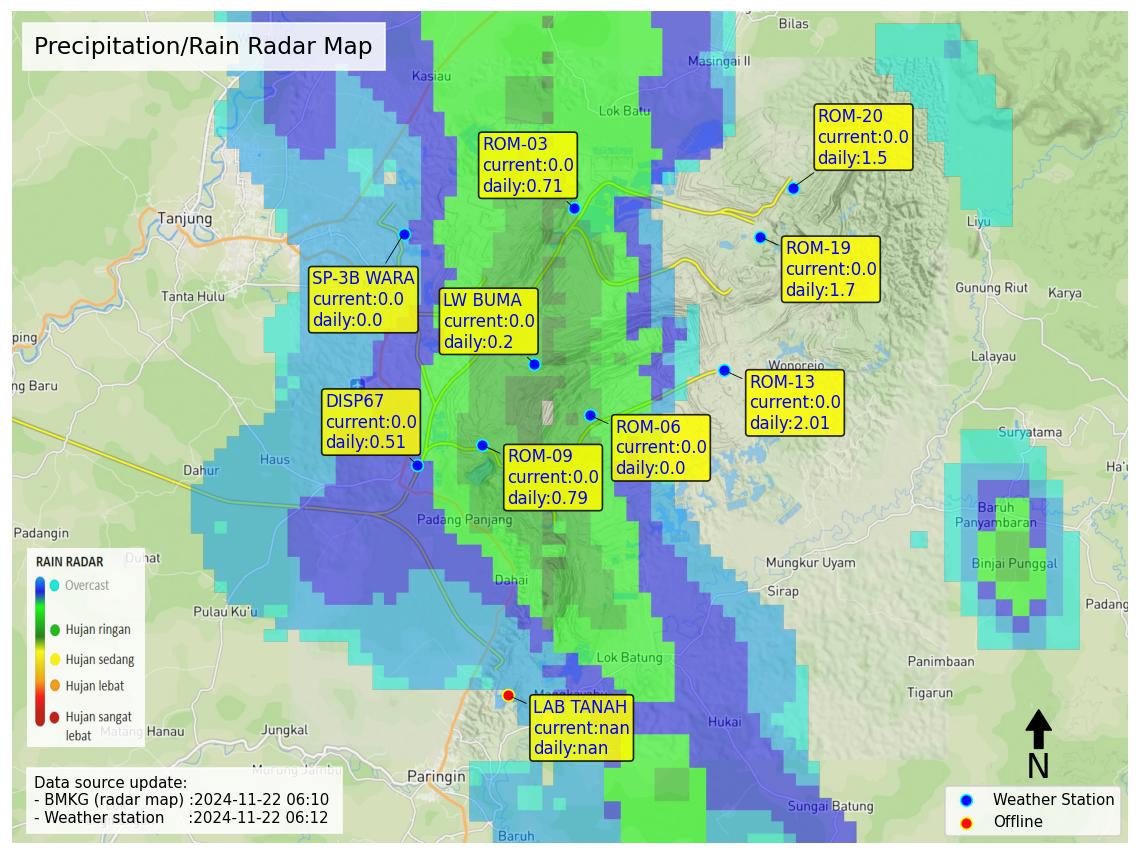 Precipitation/Rain Radar Map
Bilas
Kasiau
Masingai II
Lok Batu
ROM-20
current:0.0
daily:1.5
ROM-03
current:0.0
daily:0.71
Tanjung
Liyu
ROM-19
current:0.0
daily:1.7
SP-3B WARA
current:0.0
daily:0.0
Tanta Hulu
LW BUMA
current:0.0
daily:0.2
Gunung Riut
Karya
ping
Lalayau
Wonorejo
ng Baru
ROM-13
current:0.0
daily:2.01
DISP67
current:0.0
daily:0.51
ROM-06
current:0.0
daily:0.0
Suryatama
Haus
Dahur
ROM-09
current:0.0
daily:0.79
Ha'u
Baruh
Panyambaran
Padang Panjang
Padangin
RAIN RADAR
Overcast
Hujan ringan
Hujan sedang
Hujan lebat
Hujan sangat
lebat
Mungkur Uyam
Binjai Punggal
Dahai
Sirap
Padang
Pulau Ku'u
Lok Batung
Panimbaan
Tigarun
LAB TANAH
current:nan
daily:nan
Hukai
Matang Hanau
Jungkal
Murung Jambu
Paringin
N
Data source update:
- BMKG (radar map) :2024-11-22 06:10
- Weather station :2024-11-22 06:12
Sungai Batung
Baruh
Weather Station
Offline